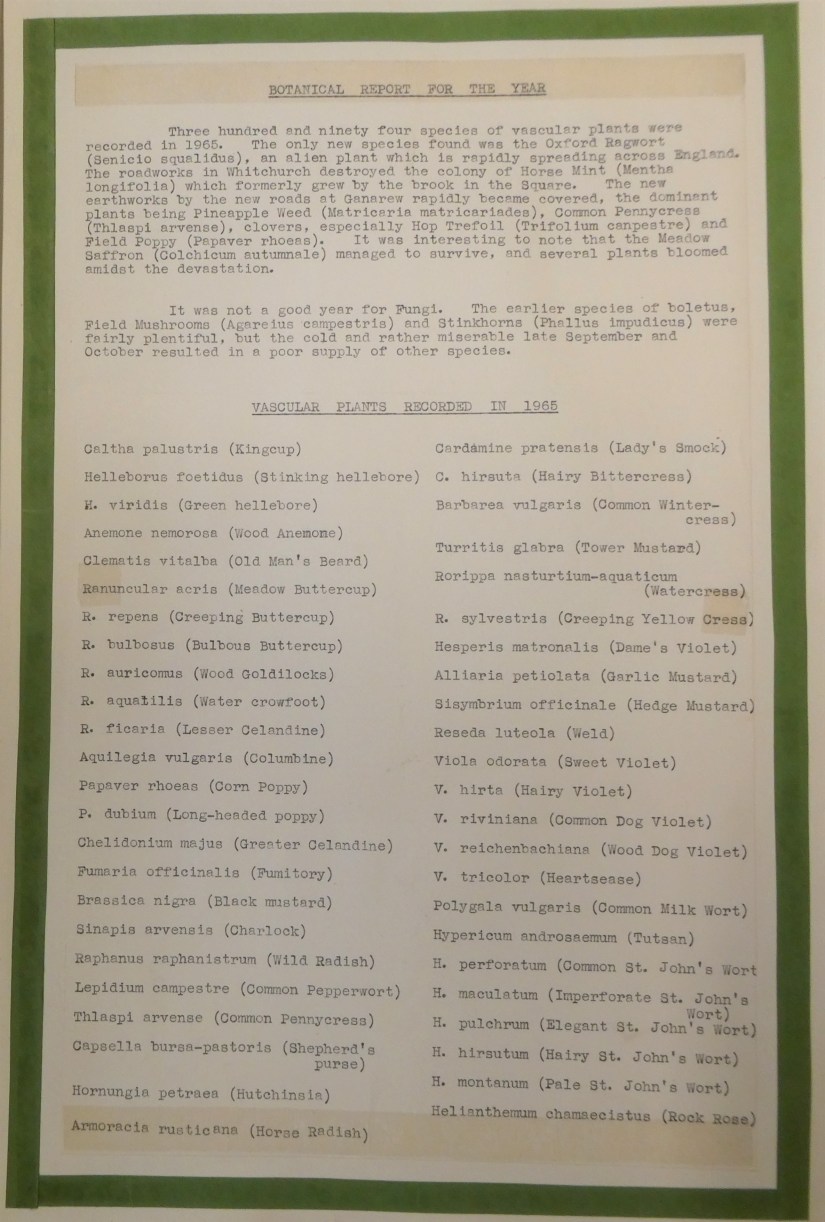 BOTANICAL REPORT FOR THE YEAR
Three hundred and ninety four species of vascular plants were
recorded in 1965. The only new species found was the Oxford Ragwort
(Senicio squalidus), an alien plant which is rapidly spreading across England.
The roadworks in Whitchurch destroyed the colony of Horse Mint (Mentha
longifolia) which formerly grew by the brook in the Square. The new
earthworks by the new roads at Ganarew rapidly became covered, the dominant
plants being Pineapple Weed (Matricaria matricariades), Common Pennycress
(Thlaspi arvense), clovers, especially Hop Trefoil (Trifolium canpestre) and
Field Poppy (Papaver rhoeas). It was interesting to note that the Meadow
Saffron (Colchicum autumnale) managed to survive, and several plants bloomed
amidst the devastation.
It was not a good year for Fungi. The earlier species of boletus,
Field Mushrooms (Agareius campestris) and Stinkhorns (Phallus impudicus) were
fairly plentiful, but the cold and rather miserable late September and
October resulted in a poor supply of other species.
VASCULAR PLANTS RECORDED IN 1965
Caltha palustris (Kingcup)
Helleborus foetidus (Stinking hellebore)
H. viridis (Green hellebore)
Anemone nemorosa (Wood Anemone)
Clematis vitalba (Old Man's Beard)
Ranuncular acris (Meadow Buttercup)
R. repens (Creeping Buttercup)
R. bulbosus (Bulbous Buttercup)
R. auricomus (Wood Goldilocks)
R. aquatilis (Water crowfoot)
R. ficaria (Lesser Celandine)
Aquilegia vulgaris (Columbine)
Papaver rhoeas (Corn Poppy)
P. dubium (Long-headed poppy)
Chelidonium majus (Greater Celandine)
Fumaria officinalis (Fumitory)
Brassica nigra (Black mustard)
Sinapis arvensis (Charlock)
Raphanus raphanistrum (Wild Radish)
Lepidium campestre (Common Pepperwort)
Thlaspi arvense (Common Pennycress)
Capsella bursa-pastoris (Shepherd's
purse)
Hornungia petraea (Hutchinsia)
Armoracia rusticana (Horse Radish)
Cardamine pratensis (Lady's Smock)
C. hirsuta (Hairy Bittercress)
Barbarea vulgaris (Common Winter-
cress)
Turritis glabra (Tower Mustard)
Rorippa nasturtium-aquaticum
(Watercress)
R. sylvestris (Creeping Yellow Cress)
Hesperis matronalis (Dame's Violet)
Alliaria petiolata (Garlic Mustard)
Sisymbrium officinale (Hedge Mustard)
Reseda luteola (Weld)
Viola odorata (Sweet Violet)
V. hirta (Hairy Violet)
V. riviniana (Common Dog Violet)
V. reichenbachiana (Wood Dog Violet)
V. tricolor (Heartsease)
Polygala vulgaris (Common Milk Wort)
Hypericum androsaemum (Tutsan)
H. perforatum (Common St. John's Wort
H. maculatum (Imperforate St. John's
Wort)
H. pulchrum (Elegant St. John's Wort)
H. hirsutum (Hairy St. John's Wort)
H. montanum (Pale St. John's Wort)
Helianthemum chamaecistus (Rock Rose)